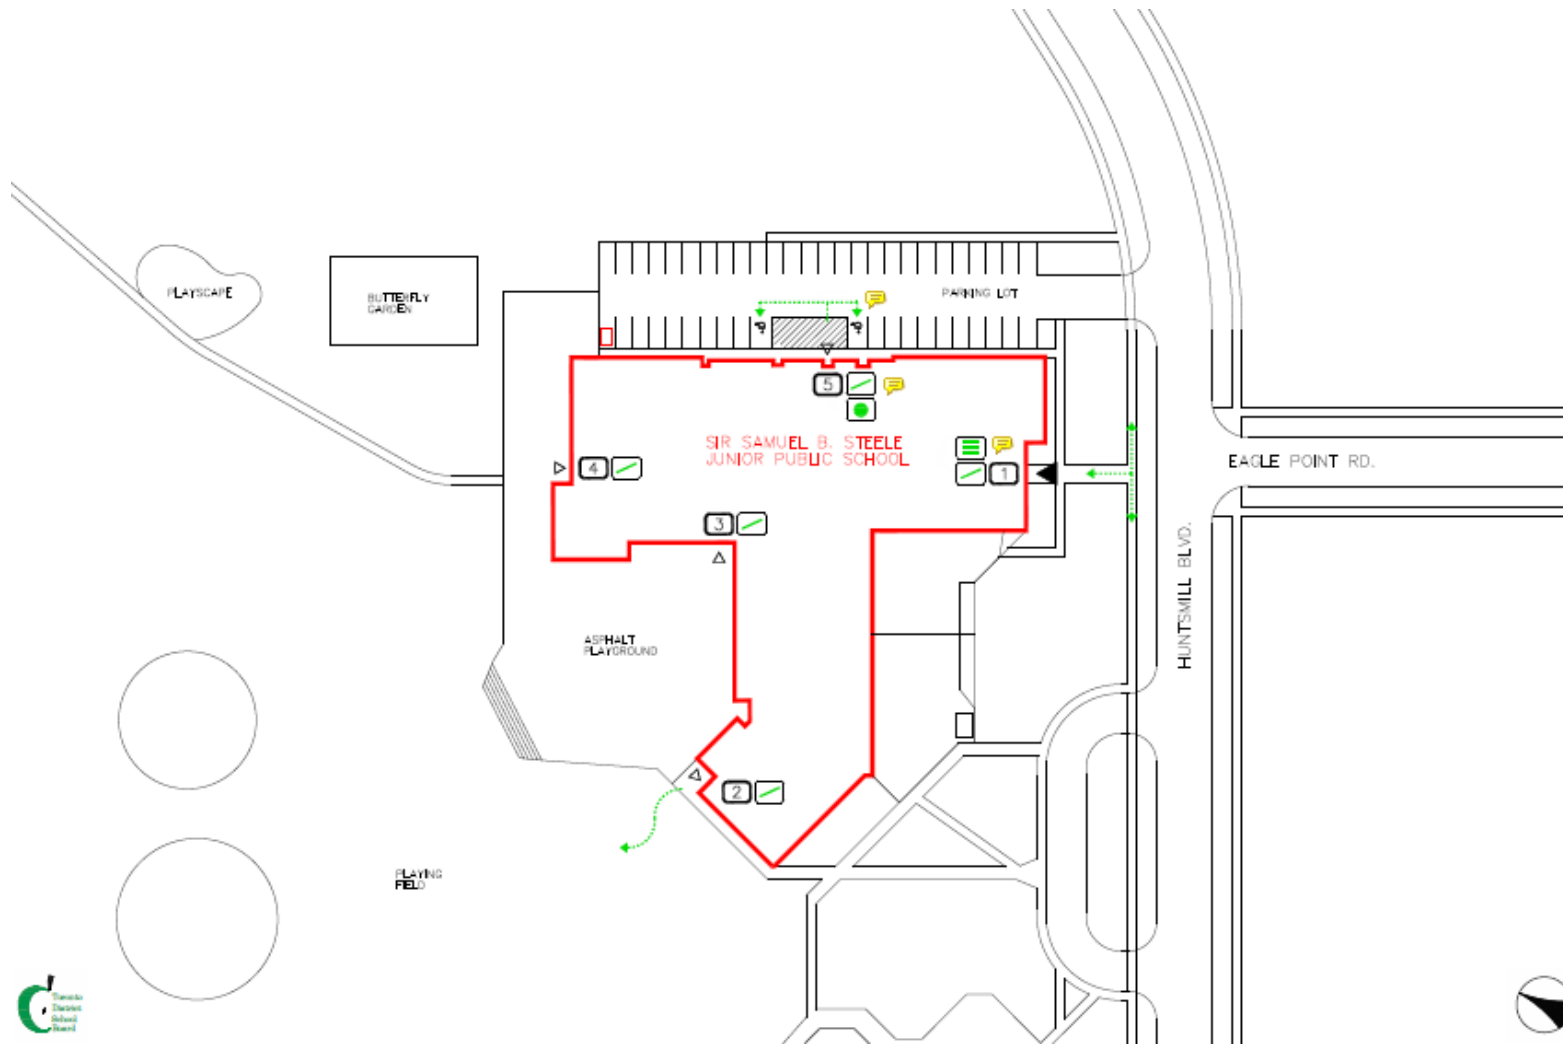 PLAYSCAPE
BUTTERFLY
GARDEN
PARKING LOT
5
SIR SAMUEL B. STEELE
JUNIOR PUBLIC SCHOOL
4
1
EAGLE POINT RD.
3
HUNTSMILL BLVD.
ASPHALT
PLAYGROUND
2
PLAYING
FIELD
Toronto
District
School
Board